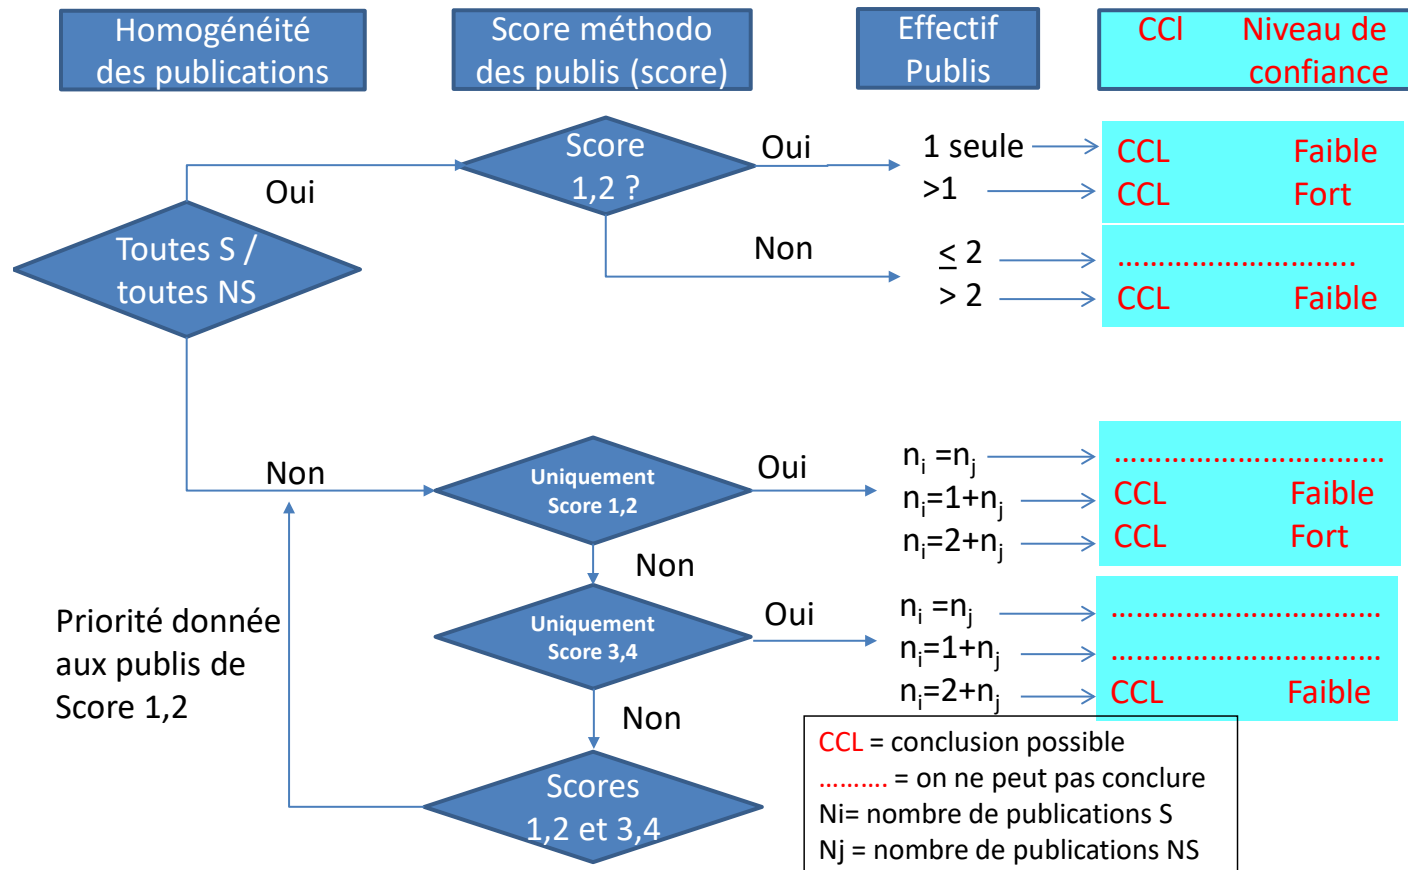 Homogénéité
des publications
Score méthodo
des publis (score)
Effectif
Publis
CCl Niveau de
confiance
Toutes S /
toutes NS
Oui
Score
1,2 ?
Oui
1 seule
CCL Faible
>1
CCL Fort
Non
≤ 2
................................
> 2
CCL Faible
Non
Uniquement
Score 1,2
Oui
ni =nj
................................
ni=1+nj
CCL Faible
ni=2+nj
CCL Fort
Non
Uniquement
Score 3,4
Oui
ni =nj
................................
ni=1+nj
................................
ni=2+nj
CCL Faible
Non
Scores
1,2 et 3,4
Priorité donnée
aux publis de
Score 1,2
CCL = conclusion possible
.......... = on ne peut pas conclure
Ni= nombre de publications S
Nj = nombre de publications NS